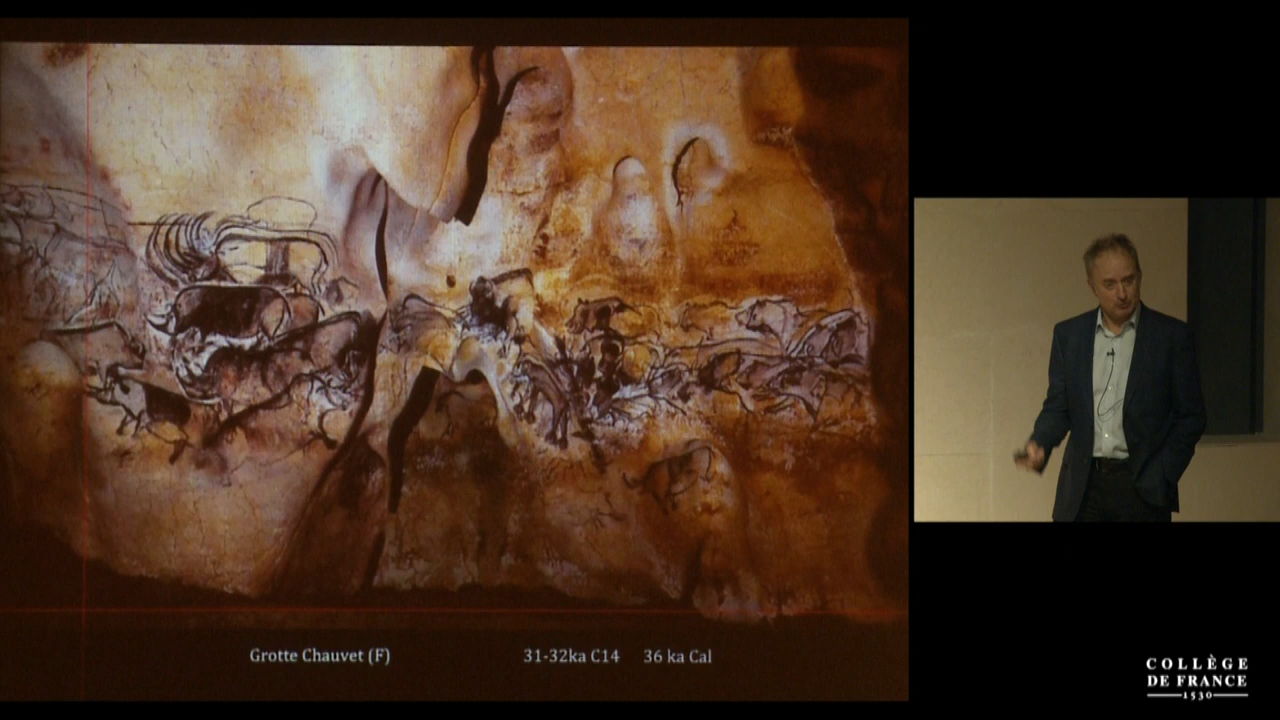 Grotte Chauvet (F)
31-32ka C14
36 ka Cal
COLLÈGE
DE FRANCE
1530